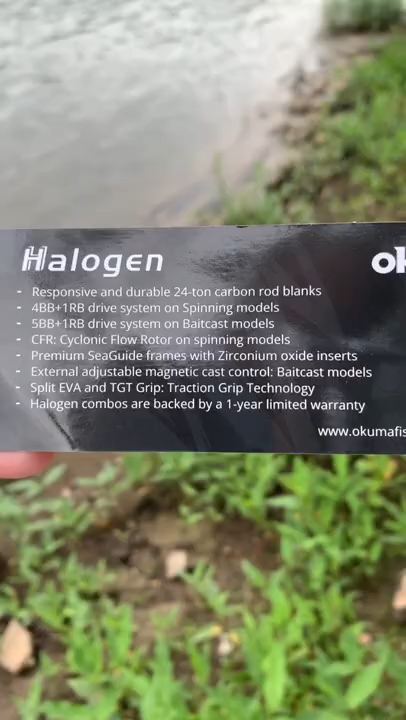 Halogen
ok
- Responsive and durable 24-ton carbon rod blanks
- 4BB+1RB drive system on Spinning models
- 5BB+1RB drive system on Baitcast models
- CFR: Cyclonic Flow Rotor on spinning models
- Premium SeaGuide frames with Zirconium oxide inserts
- External adjustable magnetic cast control: Baitcast models
- Split EVA and TGT Grip: Traction Grip Technology
- Halogen combos are backed by a 1-year limited warranty
www.okumafis